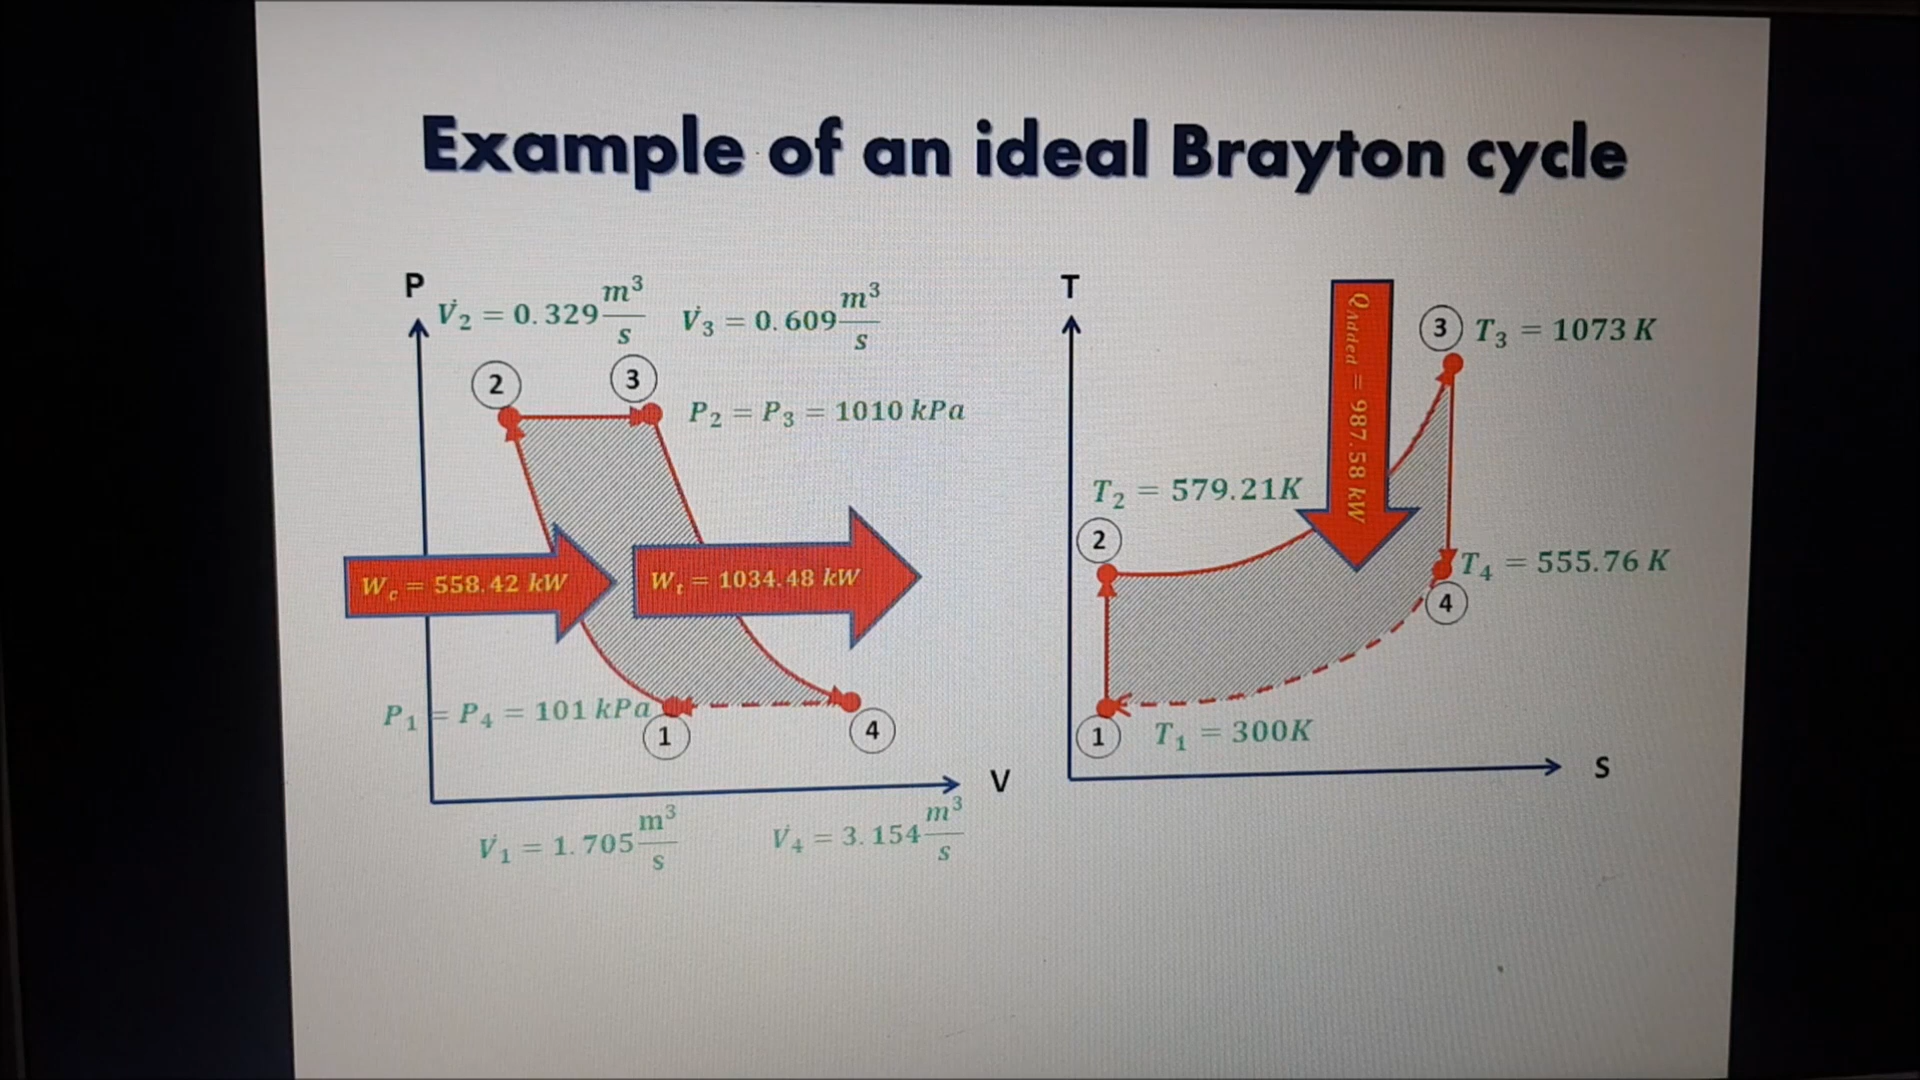 Example of an ideal Brayton cycle
P
V̇₂ = 0.329 m³/s
V̇₃ = 0.609 m³/s
2
3
P₂ = P₃ = 1010 kPa
W_c = 558.42 kW
W_t = 1034.48 kW
P₁ = P₄ = 101 kPa
1
4
V
V̇₁ = 1.705 m³/s
V̇₄ = 3.154 m³/s
T
Q_Added = 987.58 kW
3
T₃ = 1073 K
T₂ = 579.21K
2
T₄ = 555.76 K
4
1
T₁ = 300K
S